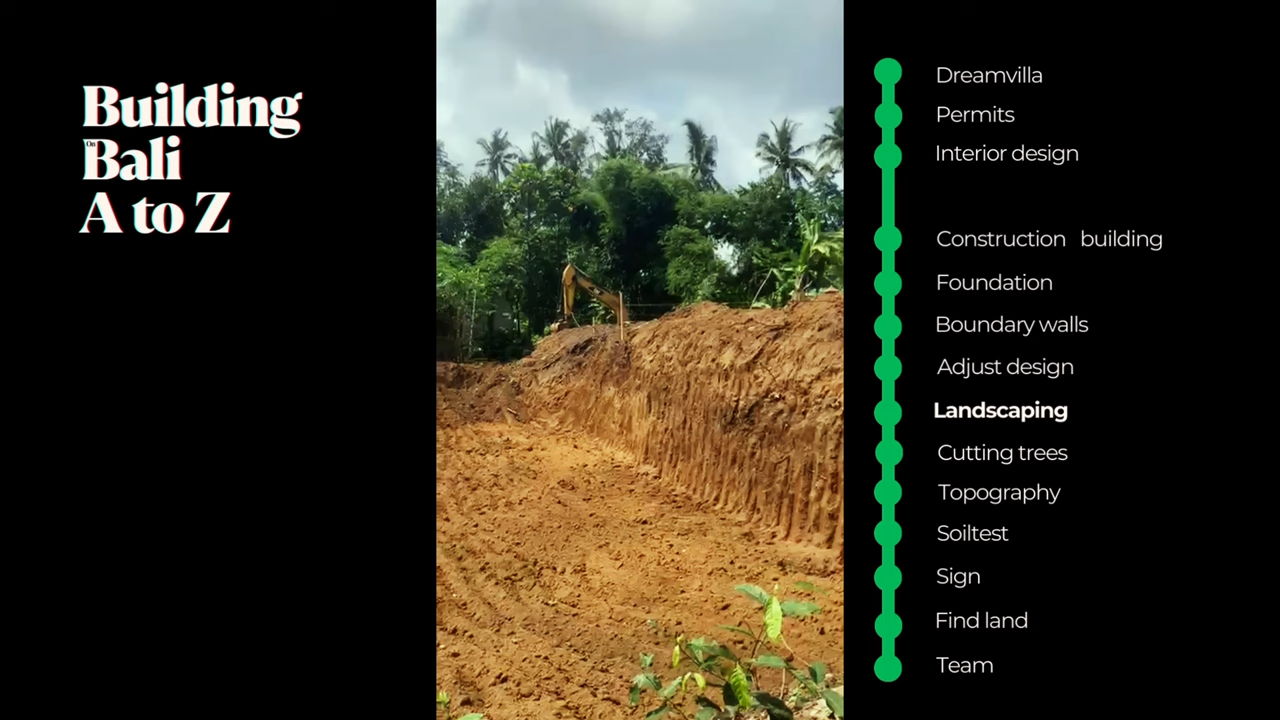 Building
On
Bali
A to Z
Dreamvilla
Permits
Interior design
Construction building
Foundation
Boundary walls
Adjust design
Landscaping
Cutting trees
Topography
Soiltest
Sign
Find land
Team